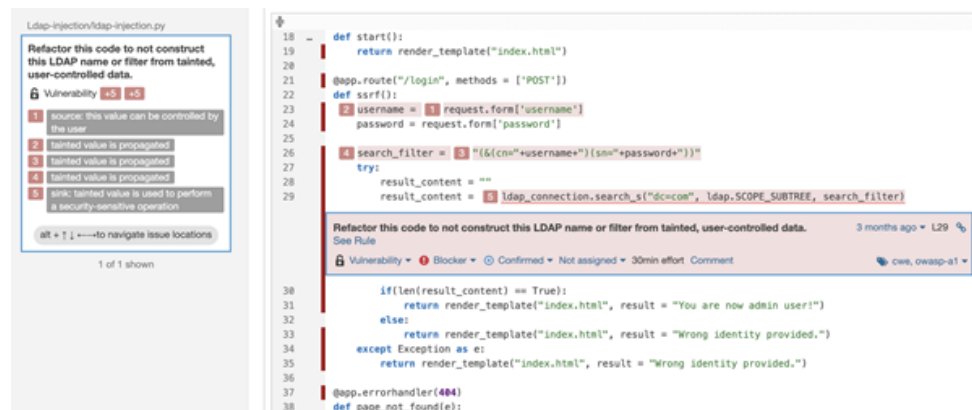 Ldap-injection/ldap-injection.py
Refactor this code to not construct
this LDAP name or filter from tainted,
user-controlled data.
Vulnerability +5 +5
1 source: this value can be controlled by
the user
2 tainted value is propagated
3 tainted value is propagated
4 tainted value is propagated
5 sink: tainted value is used to perform
a security-sensitive operation
alt + ↑ ↓ ←→ to navigate issue locations
1 of 1 shown
18 def start():
19 return render_template("index.html")
20
21 @app.route("/login", methods = ['POST'])
22 def ssrf():
23 2 username = 1 request.form['username']
24 password = request.form['password']
25
26 4 search_filter = 3 "(&(cn="+username+")(sn="+password+"))"
27 try:
28 result_content = ""
29 result_content = 5 ldap_connection.search_s("dc=com", ldap.SCOPE_SUBTREE, search_filter)
Refactor this code to not construct this LDAP name or filter from tainted, user-controlled data. 3 months ago L29
See Rule
Vulnerability Blocker Confirmed Not assigned 30min effort Comment cwe, owasp-a1
30 if(len(result_content) == True):
31 return render_template("index.html", result = "You are now admin user!")
32 else:
33 return render_template("index.html", result = "Wrong identity provided.")
34 except Exception as e:
35 return render_template("index.html", result = "Wrong identity provided.")
36
37 @app.errorhandler(404)
38 def page_not_found(e):